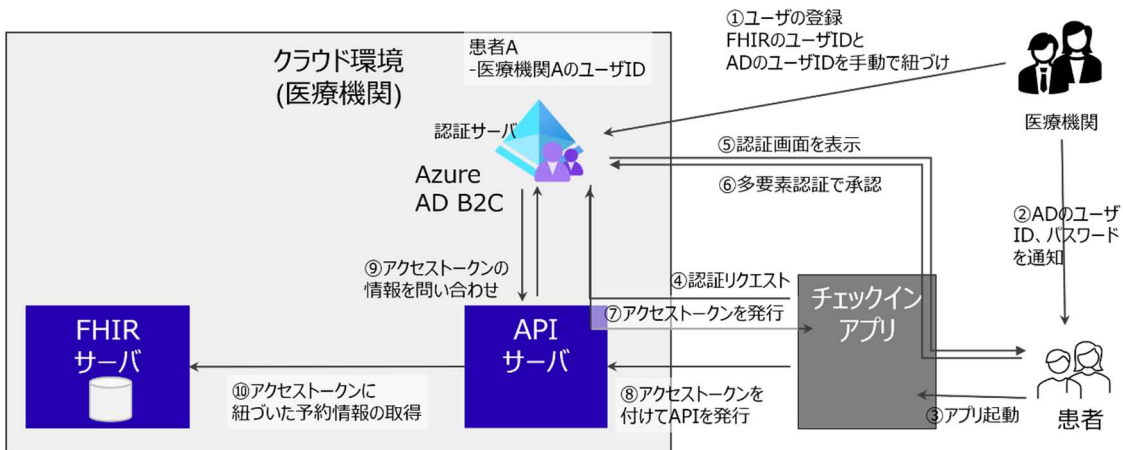 ①ユーザの登録
FHIRのユーザIDと
ADのユーザIDを手動で紐づけ
患者A
-医療機関AのユーザID
クラウド環境
(医療機関)
医療機関
認証サーバ
Azure
AD B2C
⑤認証画面を表示
⑥多要素認証で承認
②ADのユーザ
ID、パスワード
を通知
⑨アクセストークンの
情報を問い合わせ
④認証リクエスト
⑦アクセストークンを発行
チェックイン
アプリ
FHIR
サーバ
API
サーバ
⑩アクセストークンに
紐づいた予約情報の取得
⑧アクセストークンを
付けてAPIを発行
③アプリ起動
患者